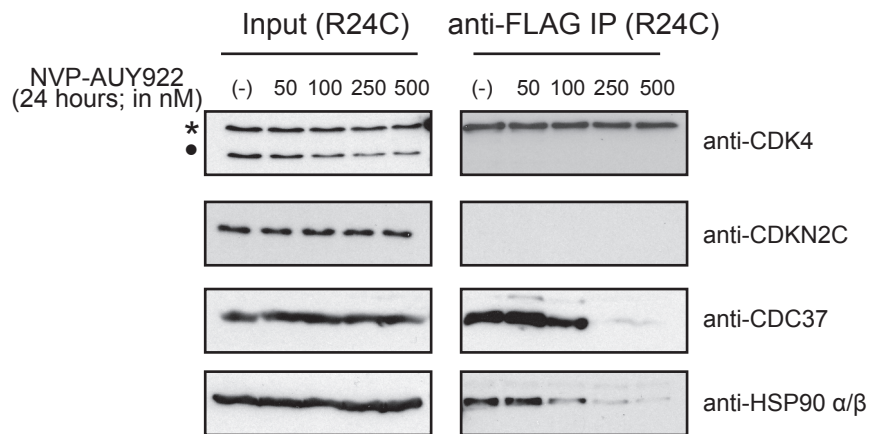 Input (R24C) anti-FLAG IP (R24C)
NVP-AUY922
(24 hours; in nM)
(-) 50 100 250 500 (-) 50 100 250 500
*
● anti-CDK4
anti-CDKN2C
anti-CDC37
anti-HSP90 α/β